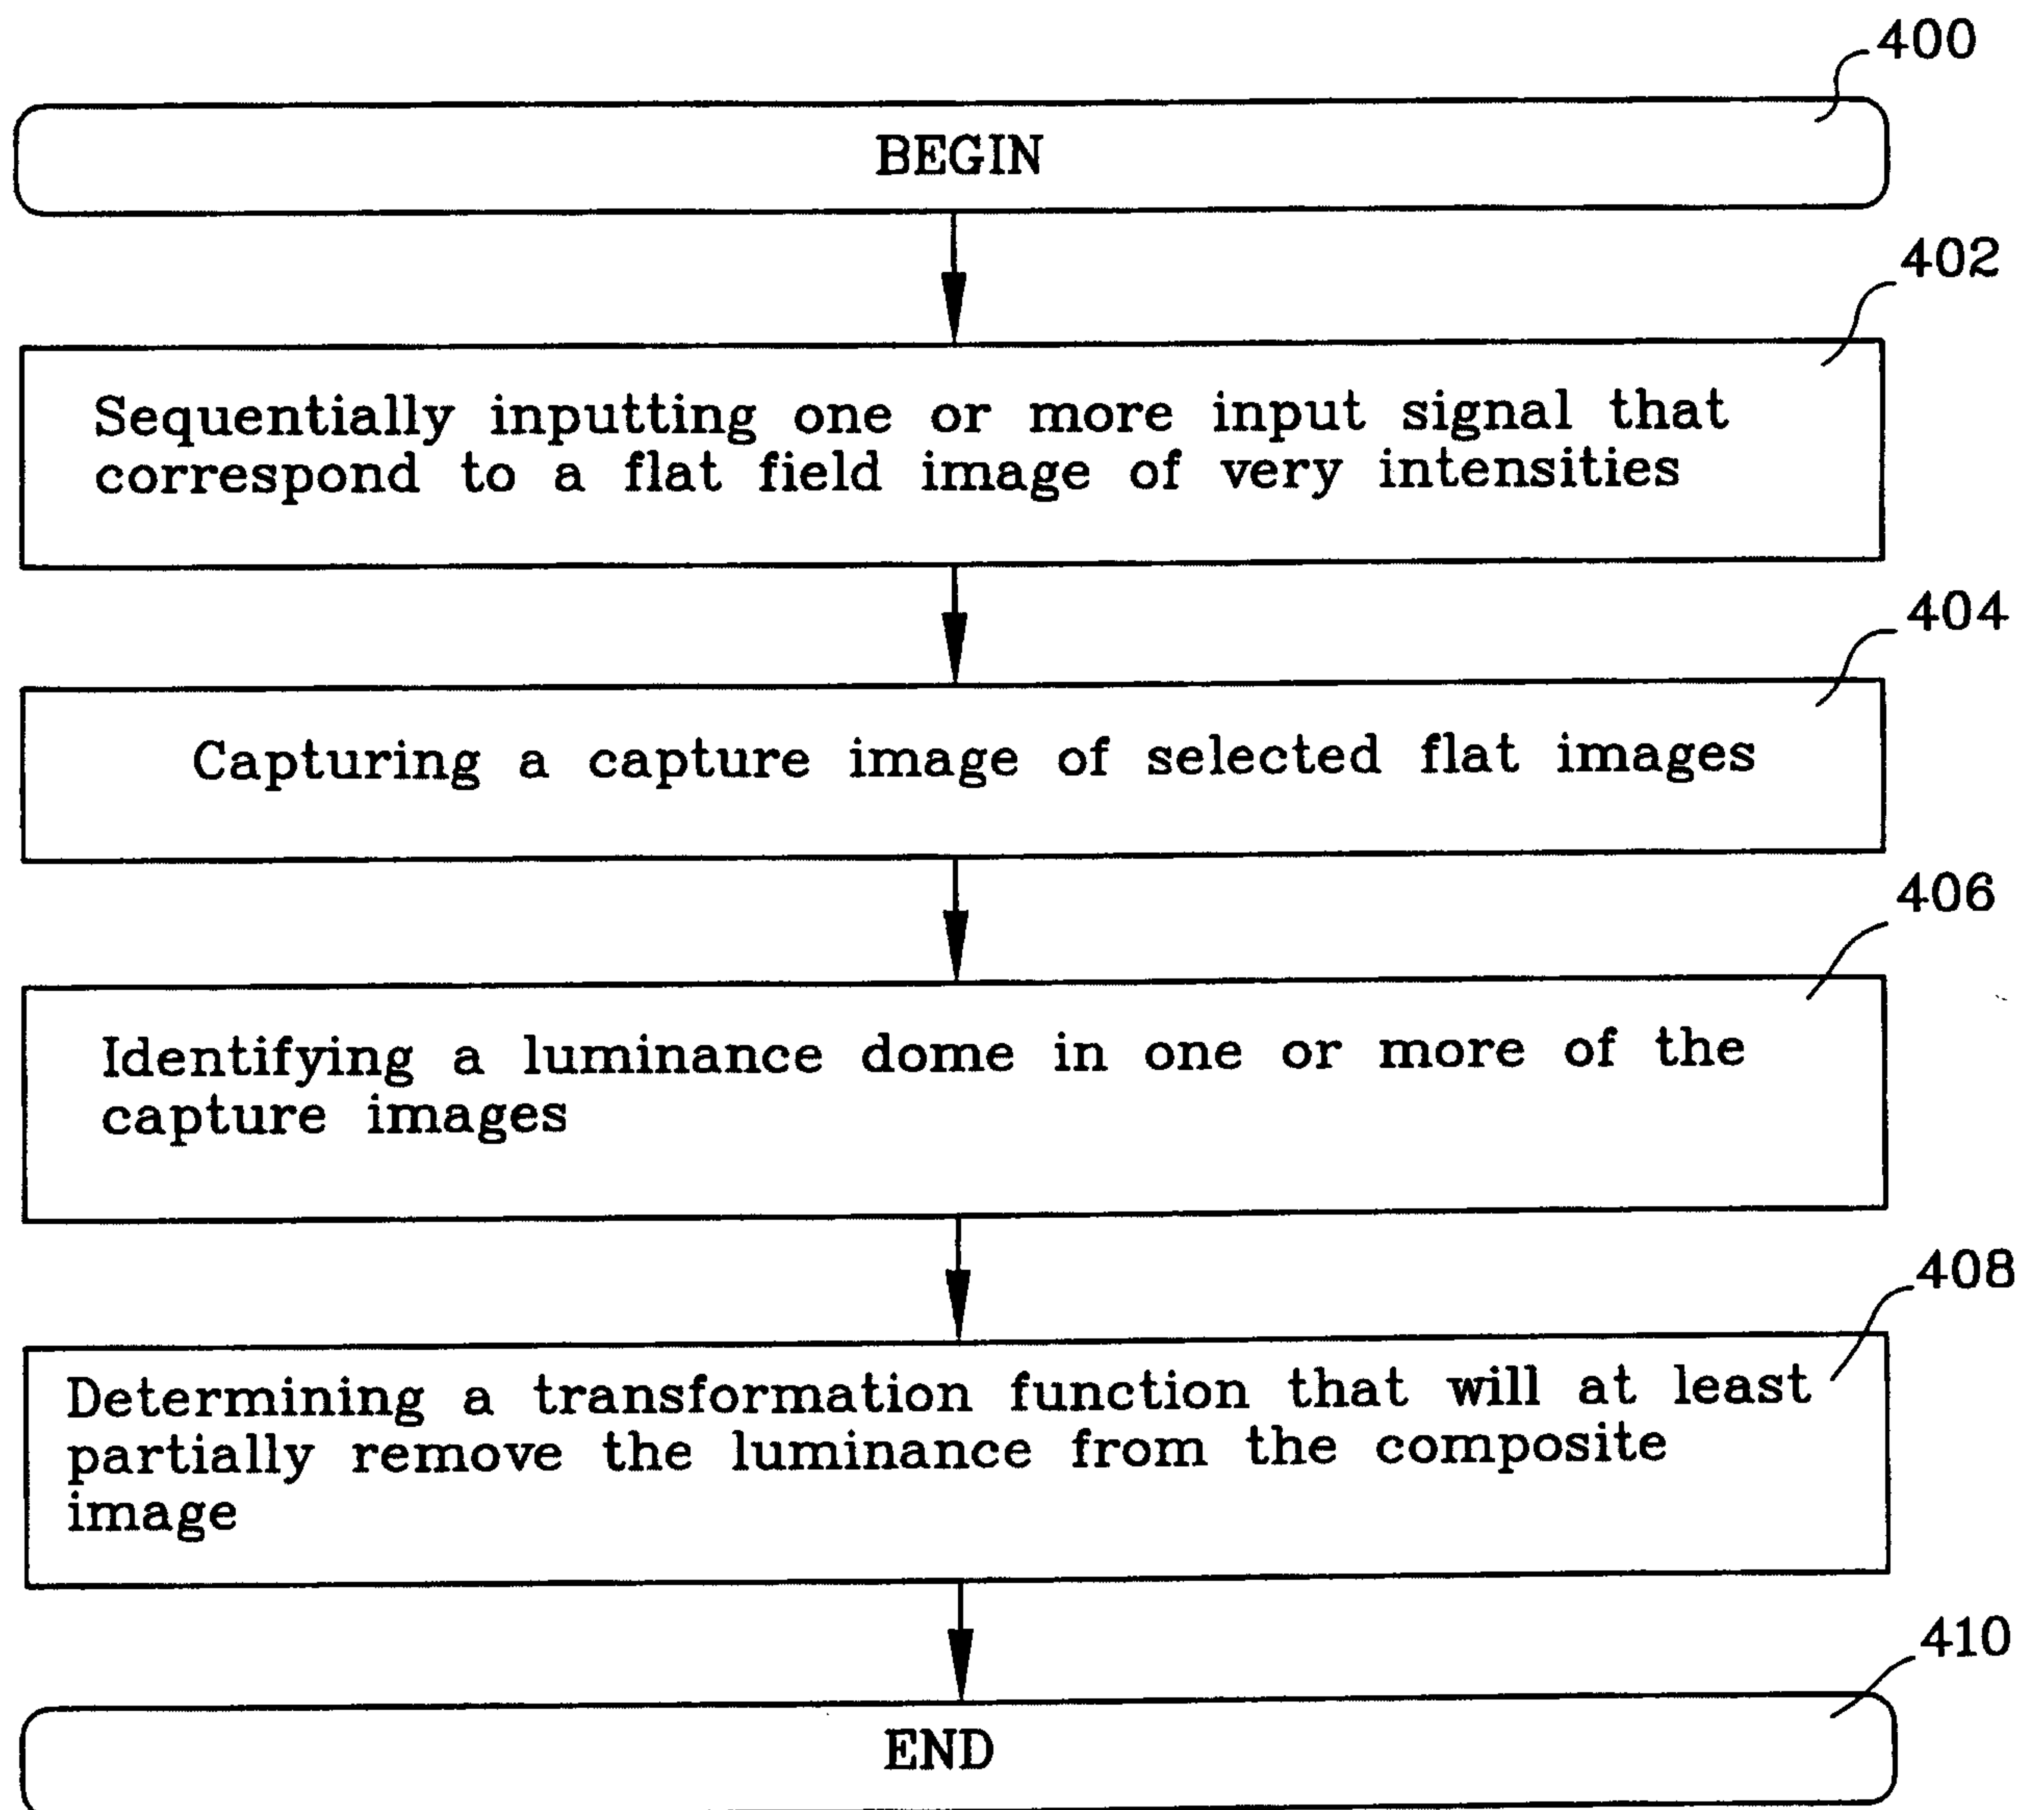 400
BEGIN
402
Sequentially inputting one or more input signal that
correspond to a flat field image of very intensities
404
Capturing a capture image of selected flat images
406
Identifying a luminance dome in one or more of the
capture images
408
Determining a transformation function that will at least
partially remove the luminance from the composite
image
410
END